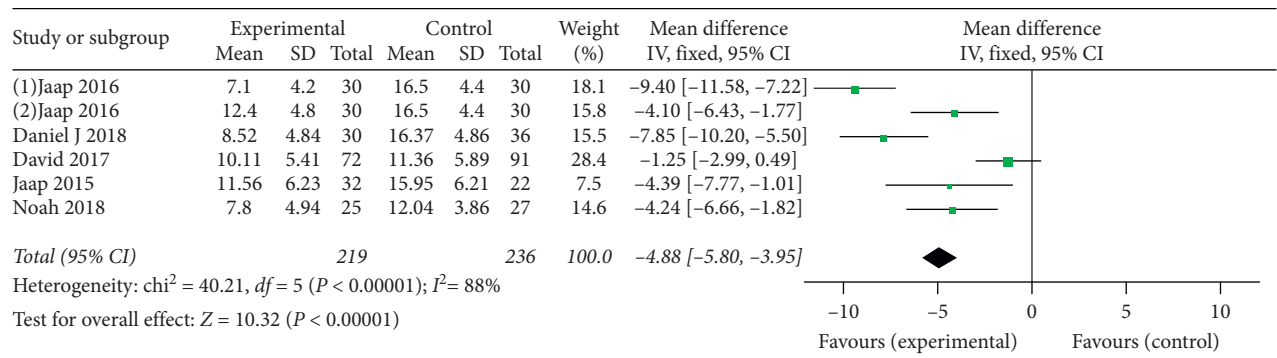 Study or subgroup Experimental Control Weight Mean difference Mean difference
Mean SD Total Mean SD Total (%) IV, fixed, 95% CI IV, fixed, 95% CI
(1)Jaap 2016 7.1 4.2 30 16.5 4.4 30 18.1 –9.40 [–11.58, –7.22]
(2)Jaap 2016 12.4 4.8 30 16.5 4.4 30 15.8 –4.10 [–6.43, –1.77]
Daniel J 2018 8.52 4.84 30 16.37 4.86 36 15.5 –7.85 [–10.20, –5.50]
David 2017 10.11 5.41 72 11.36 5.89 91 28.4 –1.25 [–2.99, 0.49]
Jaap 2015 11.56 6.23 32 15.95 6.21 22 7.5 –4.39 [–7.77, –1.01]
Noah 2018 7.8 4.94 25 12.04 3.86 27 14.6 –4.24 [–6.66, –1.82]
Total (95% CI) 219 236 100.0 –4.88 [–5.80, –3.95]
Heterogeneity: chi² = 40.21, df = 5 (P < 0.00001); I² = 88%
Test for overall effect: Z = 10.32 (P < 0.00001)
–10 –5 0 5 10
Favours (experimental) Favours (control)